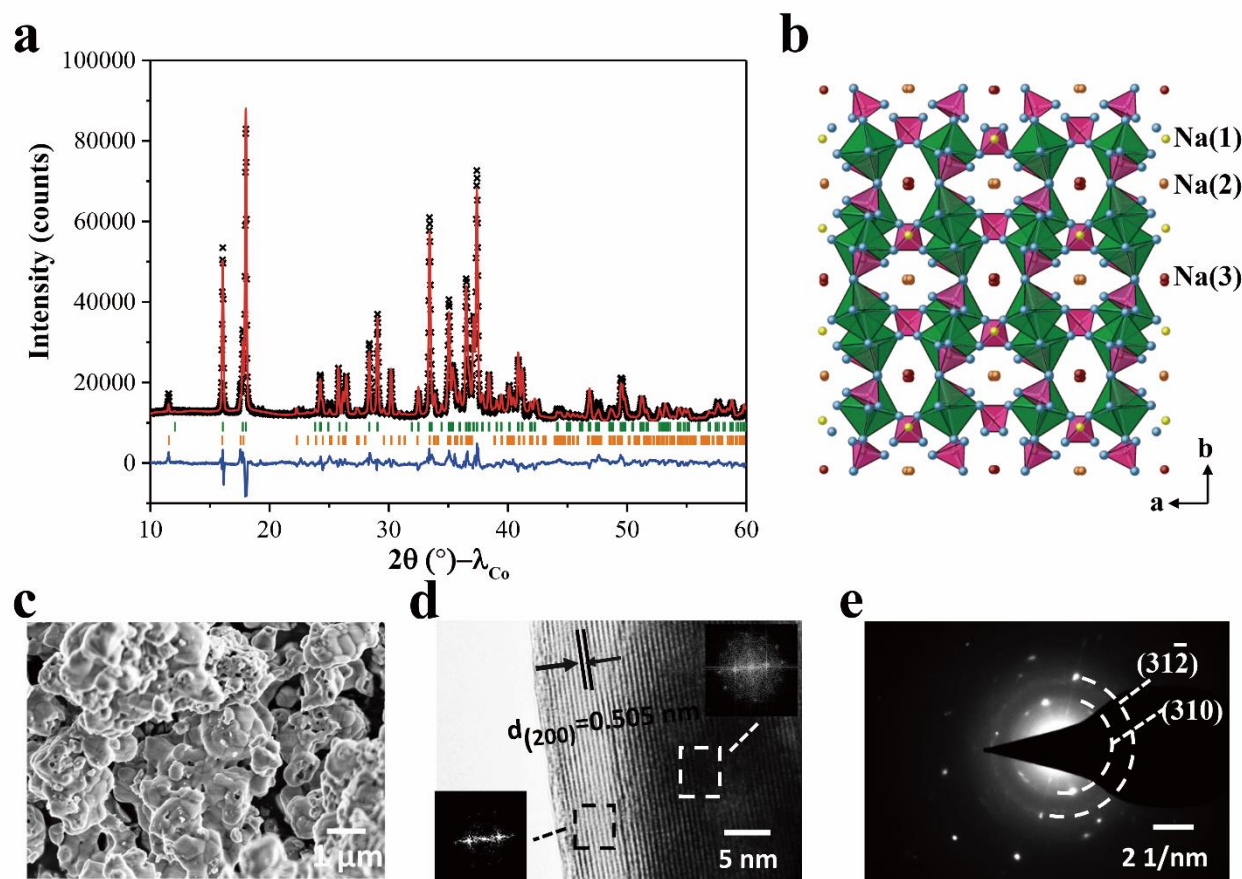 a
100000
80000
60000
40000
20000
0
Intensity (counts)
10 20 30 40 50 60
2θ (°)−λCo
b
Na(1)
Na(2)
Na(3)
b
a
c
1 μm
d
d(200)=0.505 nm
5 nm
e
(312̄)
(310)
2 1/nm